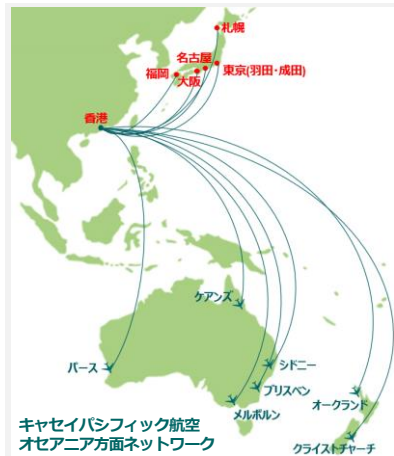 札幌
名古屋
福岡
大阪
東京(羽田・成田)
香港
ケアンズ
パース
シドニー
ブリスベン
メルボルン
オークランド
クライストチャーチ
キャセイパシフィック航空
オセアニア方面ネットワーク